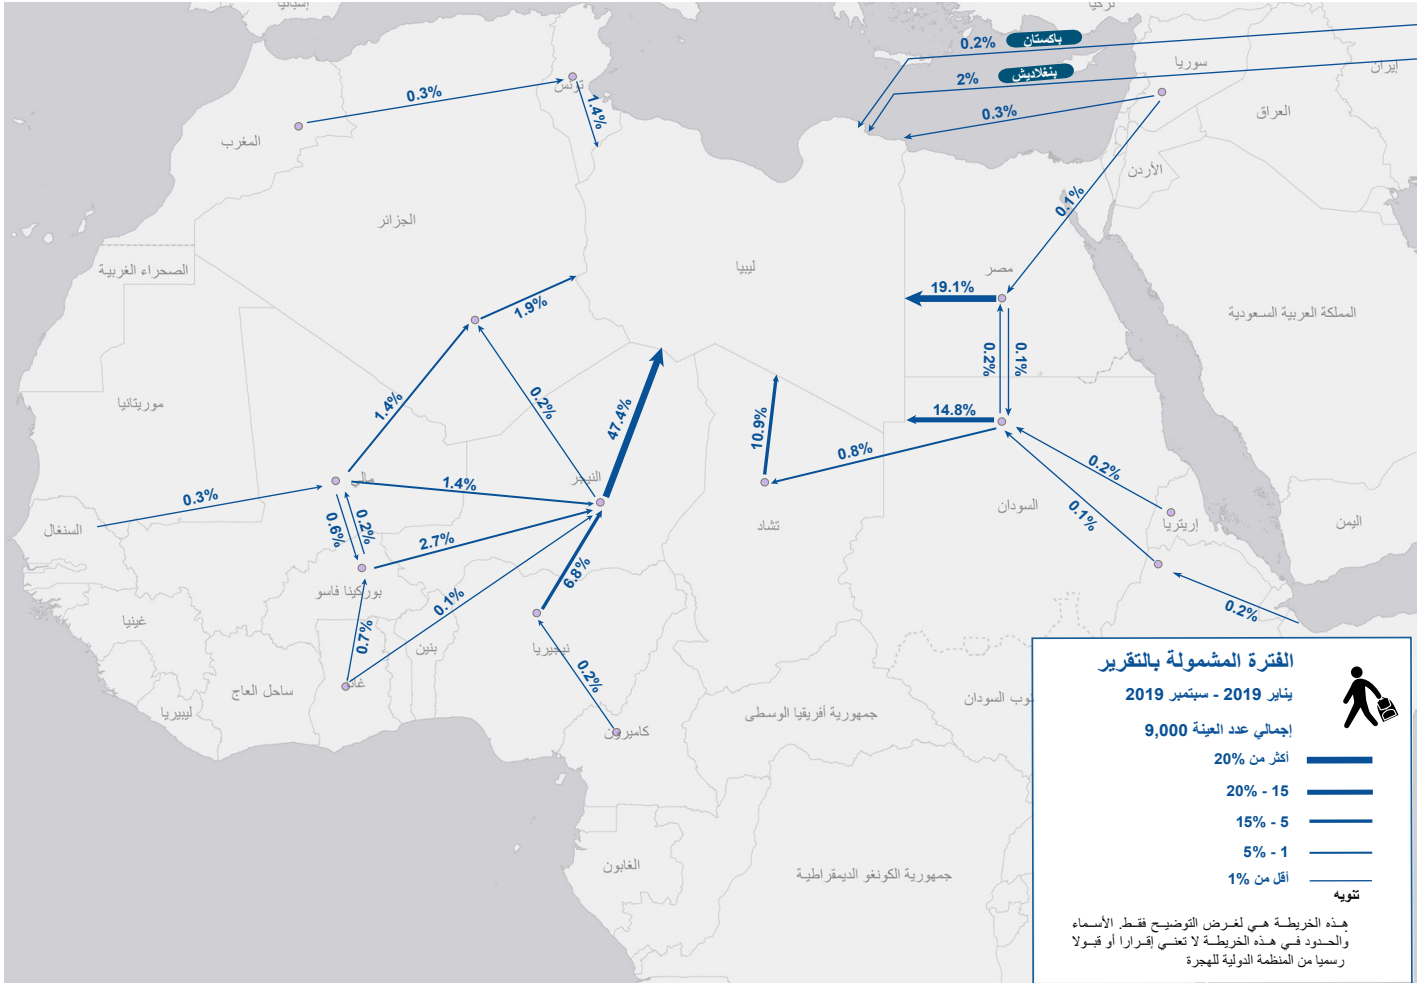 إسبانيا
تركيا
باكستان
0.2%
بنغلاديش
2%
سوريا
إيران
0.3%
العراق
تونس
1.4%
0.3%
المغرب
الأردن
0.1%
الجزائر
ليبيا
مصر
الصحراء الغربية
19.1%
المملكة العربية السعودية
1.9%
0.2%
0.1%
موريتانيا
1.4%
0.2%
47.4%
10.9%
14.8%
0.8%
0.2%
0.1%
النيجر
مالي
1.4%
0.3%
السنغال
0.6%
0.2%
2.7%
تشاد
السودان
إريتريا
اليمن
6.8%
بوركينا فاسو
0.1%
0.7%
غينيا
بنين
نيجيريا
0.2%
0.2%
غانا
ساحل العاج
ليبيريا
كاميرون
جمهورية أفريقيا الوسطى
وب السودان
الغابون
جمهورية الكونغو الديمقراطية
الفترة المشمولة بالتقرير
يناير 2019 - سبتمبر 2019
إجمالي عدد العينة 9,000
أكثر من 20%
15 - 20%
5 - 15%
1 - 5%
أقل من 1%
تنويه
هذه الخريطة هي لغرض التوضيح فقط. الأسماء
والحدود في هذه الخريطة لا تعني إقرارا أو قبولا
رسميا من المنظمة الدولية للهجرة